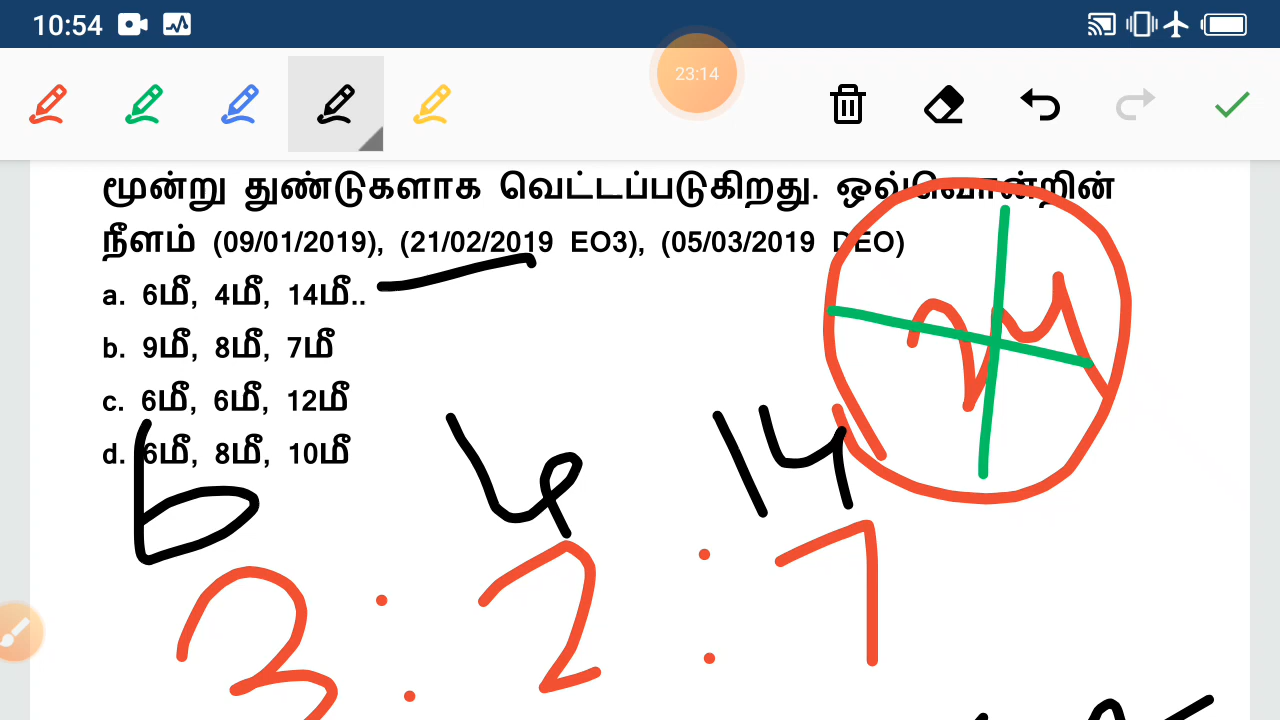 10:54
23:14
மூன்று துண்டுகளாக வெட்டப்படுகிறது. ஒவ்வொன்றின்
நீளம் (09/01/2019), (21/02/2019 EO3), (05/03/2019 DEO)
a. 6மீ, 4மீ, 14மீ..
b. 9மீ, 8மீ, 7மீ
c. 6மீ, 6மீ, 12மீ
d. 6மீ, 8மீ, 10மீ
6 4 14
3 : 2 : 7